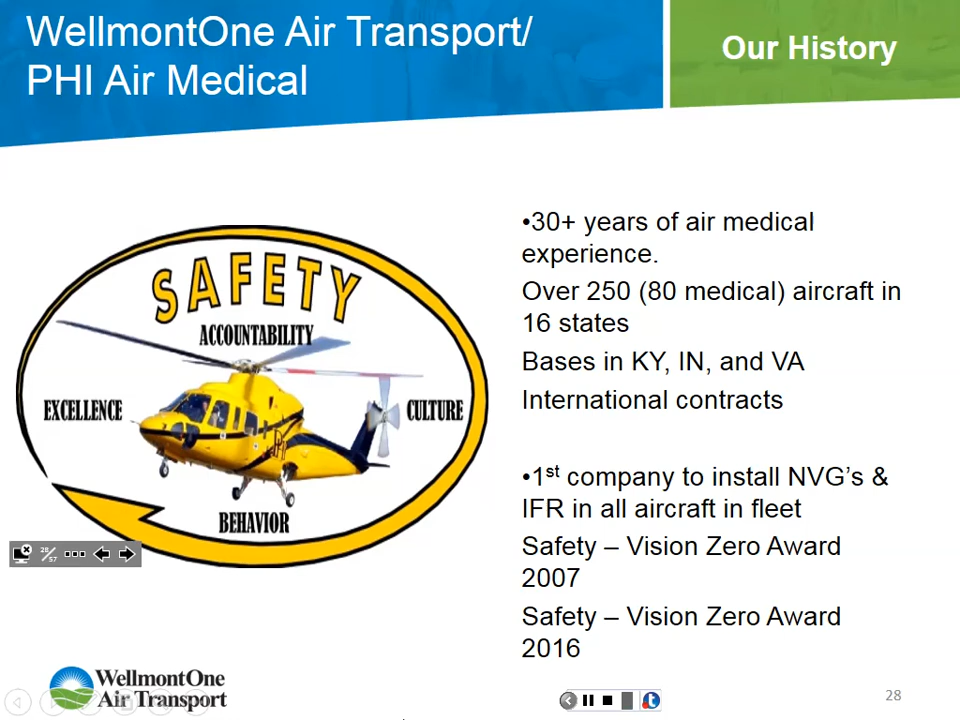 WellmontOne Air Transport/
PHI Air Medical
Our History
SAFETY
ACCOUNTABILITY
EXCELLENCE
CULTURE
BEHAVIOR
•30+ years of air medical
experience.
Over 250 (80 medical) aircraft in
16 states
Bases in KY, IN, and VA
International contracts
•1st company to install NVG's &
IFR in all aircraft in fleet
Safety – Vision Zero Award
2007
Safety – Vision Zero Award
2016
28/57
WellmontOne
Air Transport
t
28